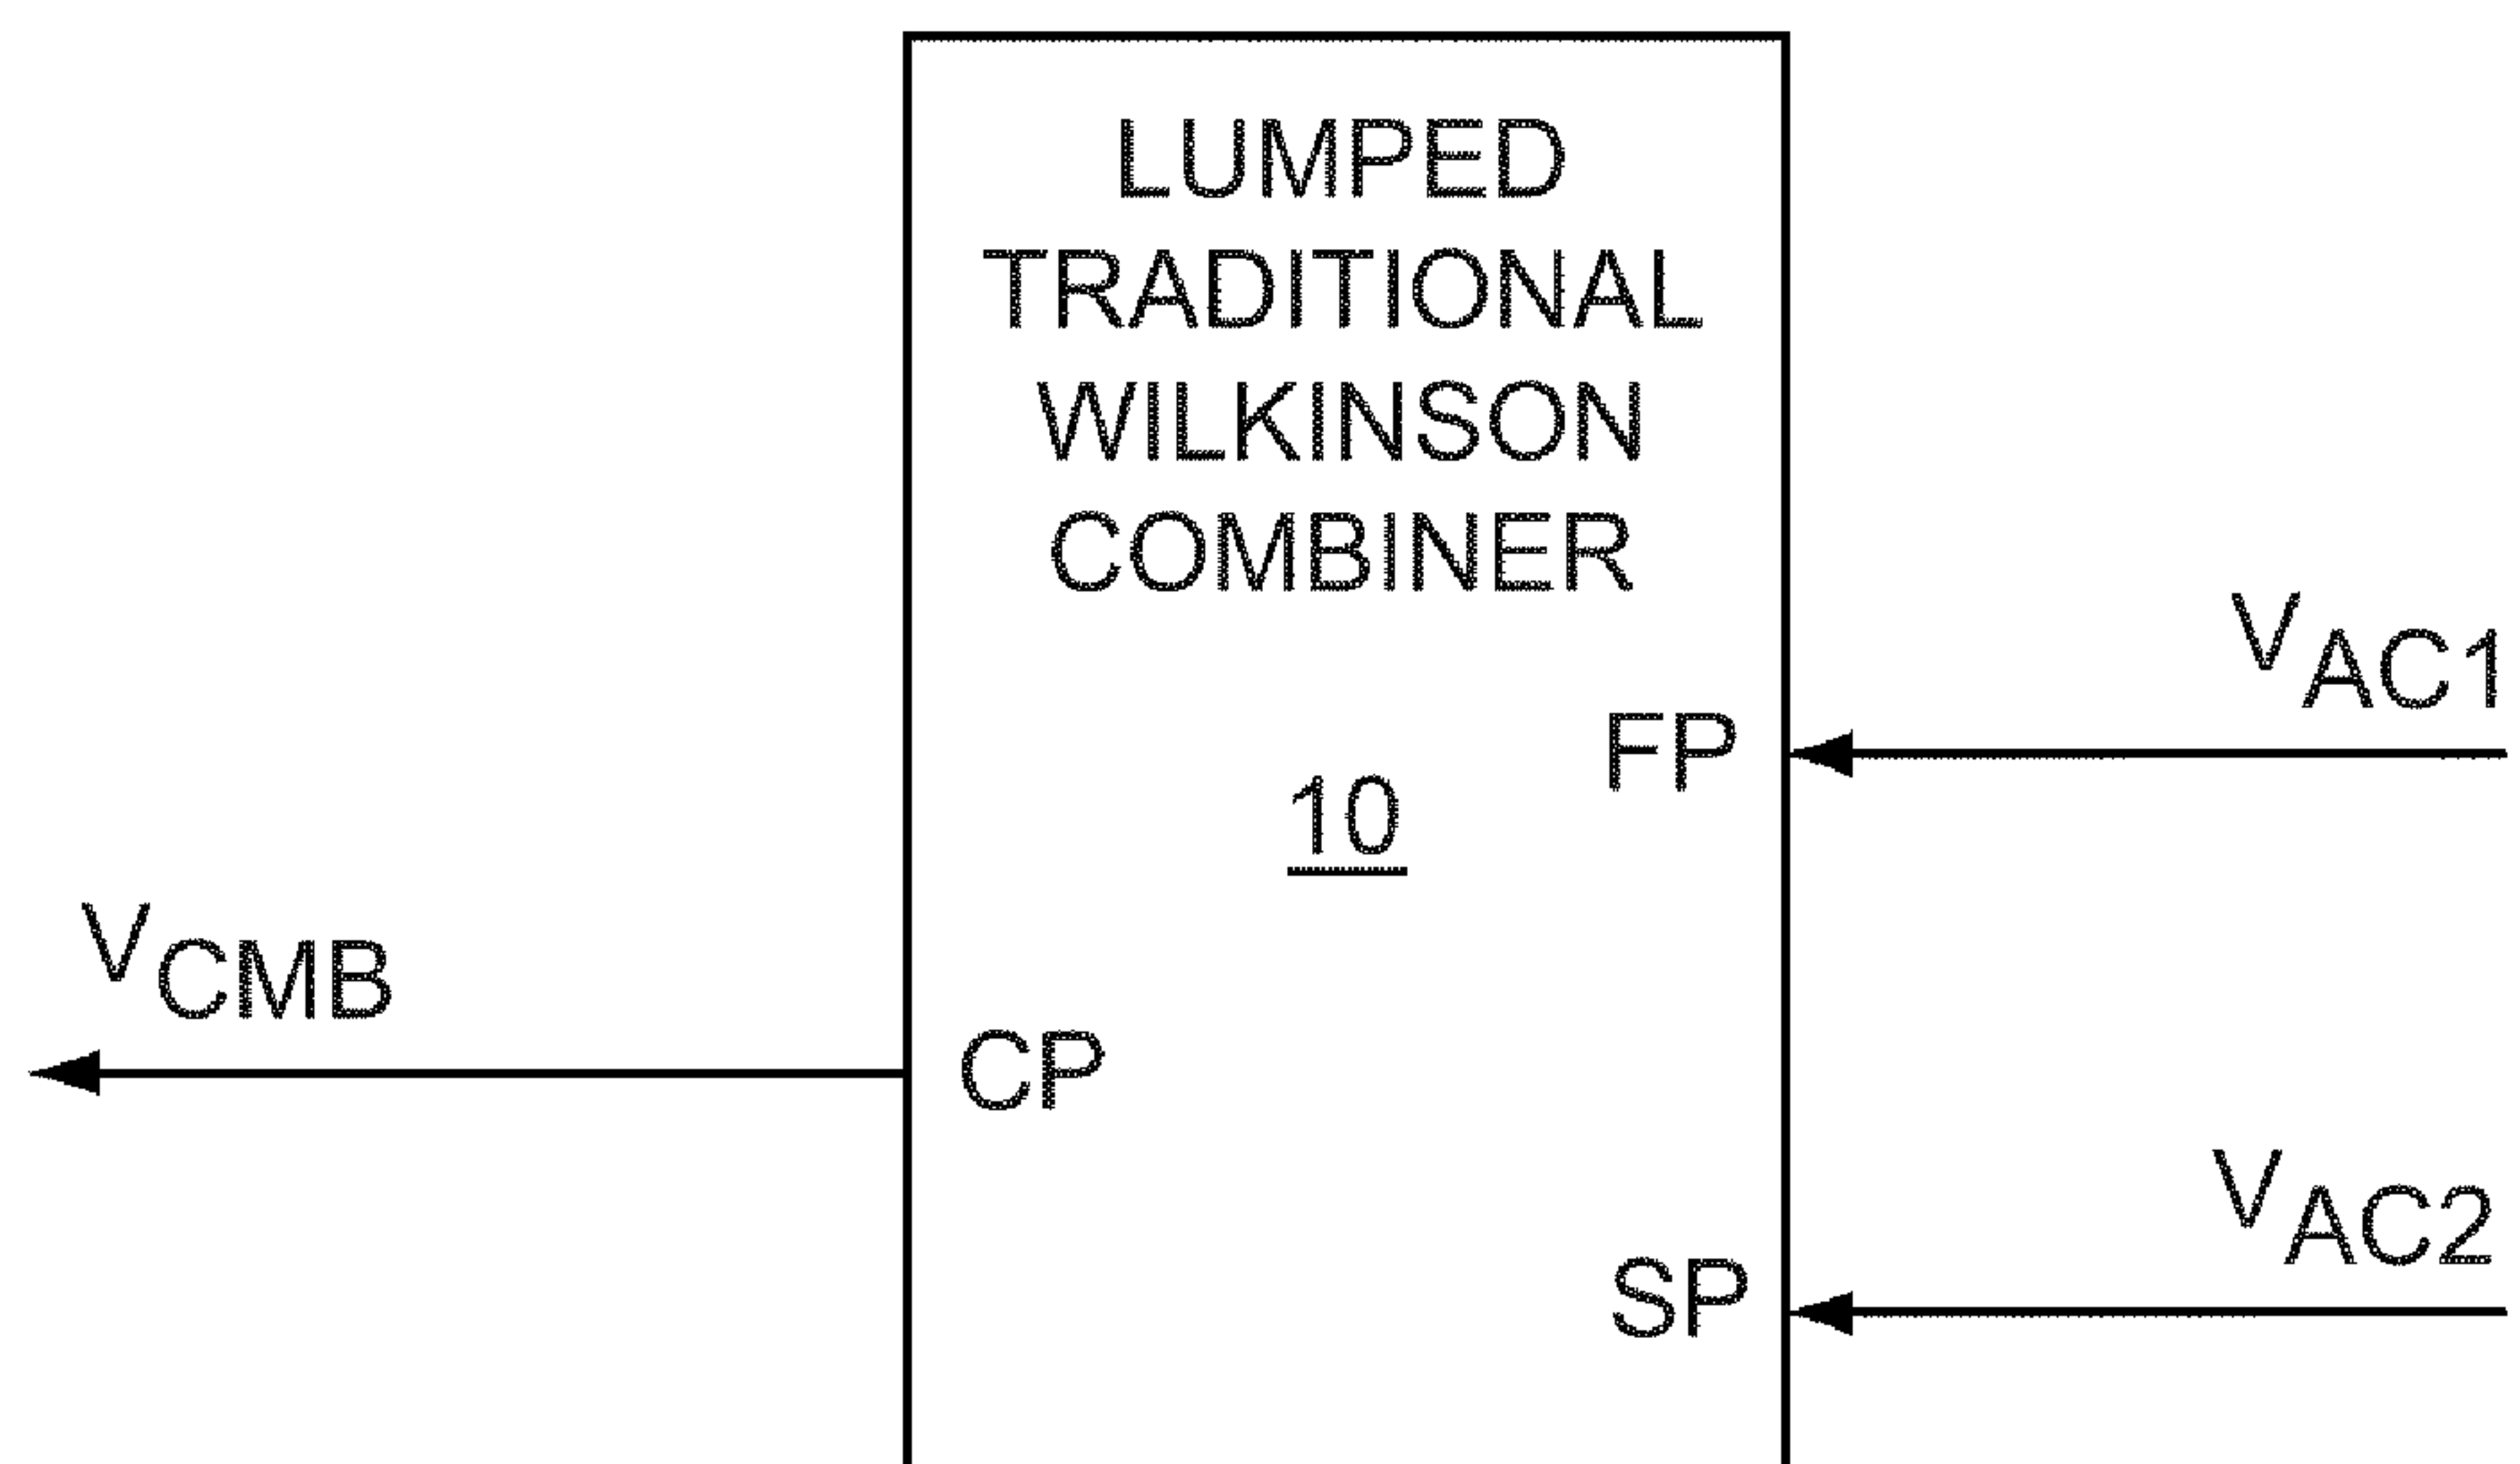 LUMPED
TRADITIONAL
WILKINSON
COMBINER
VAC1
FP
10
VCMB
CP
VAC2
SP